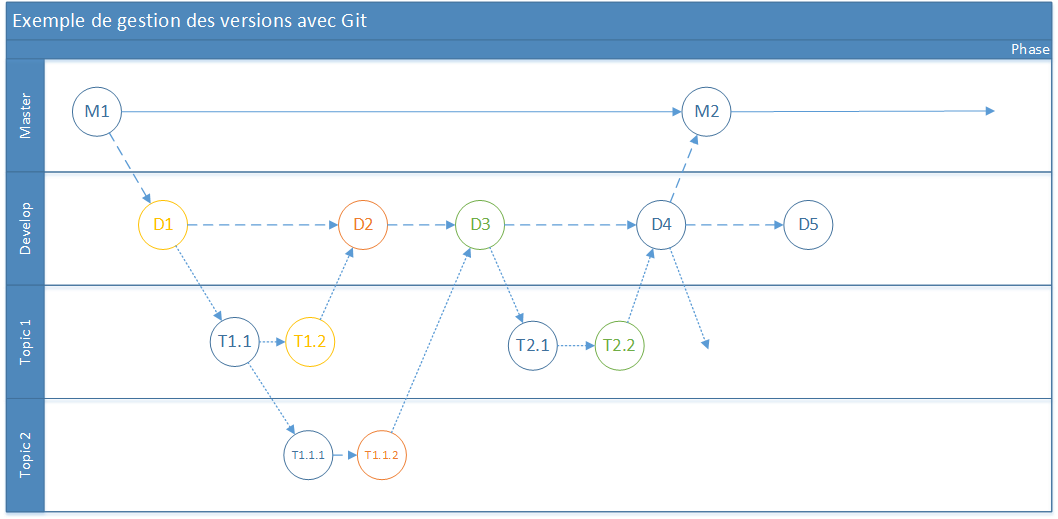 Exemple de gestion des versions avec Git
Phase
Master
M1
M2
Develop
D1
D2
D3
D4
D5
Topic 1
T1.1
T1.2
T2.1
T2.2
Topic 2
T1.1.1
T1.1.2